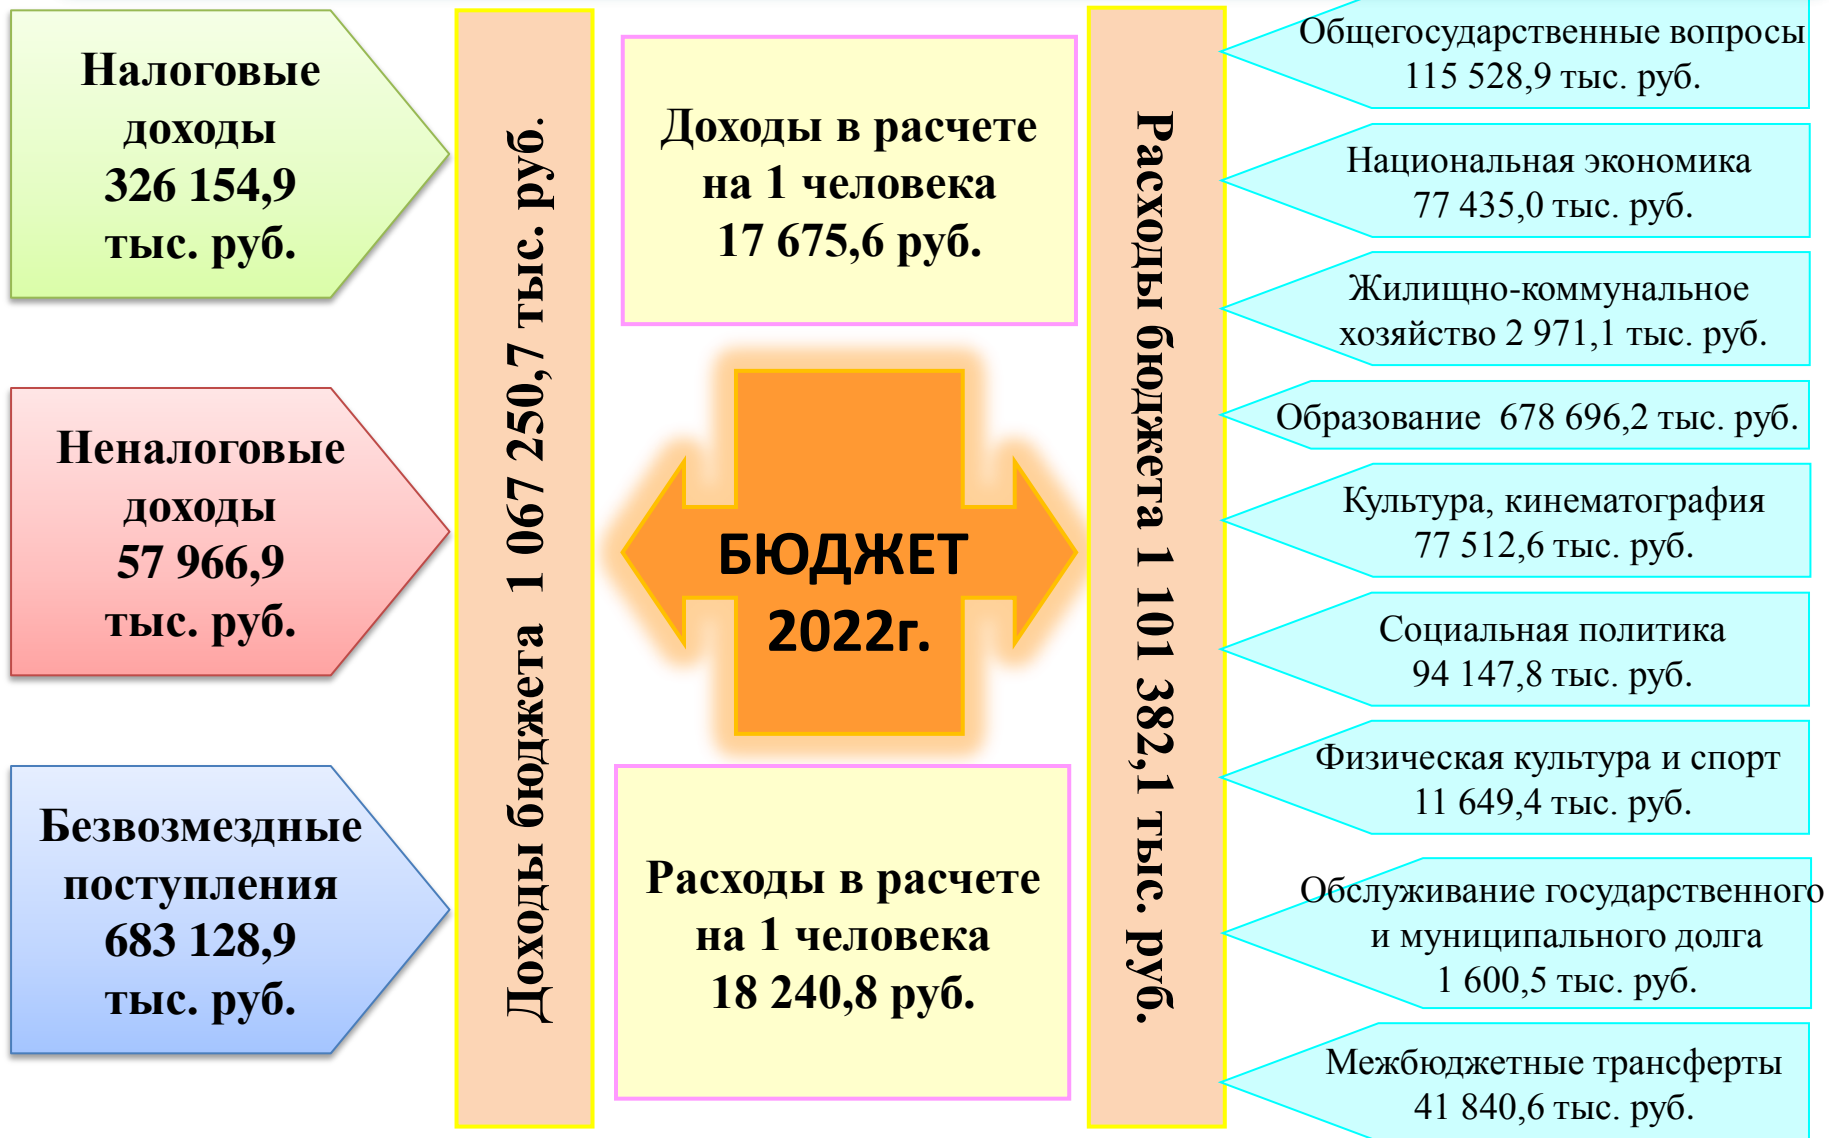 Налоговые
доходы
326 154,9
тыс. руб.
Неналоговые
доходы
57 966,9
тыс. руб.
Безвозмездные
поступления
683 128,9
тыс. руб.
Доходы бюджета 1 067 250,7 тыс. руб.
Доходы в расчете
на 1 человека
17 675,6 руб.
БЮДЖЕТ
2022г.
Расходы в расчете
на 1 человека
18 240,8 руб.
Расходы бюджета 1 101 382,1 тыс. руб.
Общегосударственные вопросы
115 528,9 тыс. руб.
Национальная экономика
77 435,0 тыс. руб.
Жилищно-коммунальное
хозяйство 2 971,1 тыс. руб.
Образование 678 696,2 тыс. руб.
Культура, кинематография
77 512,6 тыс. руб.
Социальная политика
94 147,8 тыс. руб.
Физическая культура и спорт
11 649,4 тыс. руб.
Обслуживание государственного
и муниципального долга
1 600,5 тыс. руб.
Межбюджетные трансферты
41 840,6 тыс. руб.